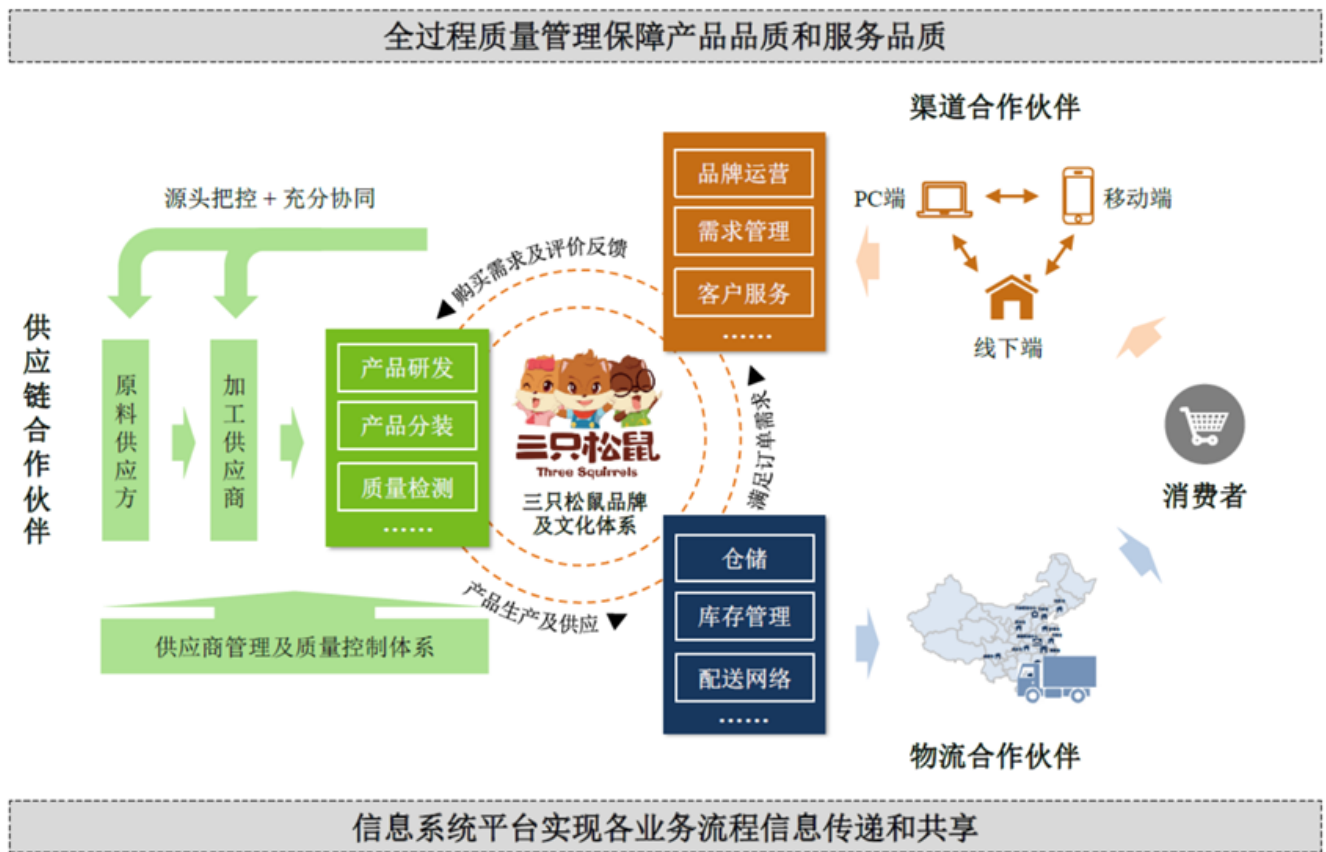 全过程质量管理保障产品品质和服务品质
渠道合作伙伴
源头把控 + 充分协同
PC端
移动端
线下端
品牌运营
需求管理
客户服务
......
购买需求及评价反馈
供应链合作伙伴
原料供应方
加工供应商
产品研发
产品分装
质量检测
......
三只松鼠
Three Squirrels
三只松鼠品牌
及文化体系
满足订单需求
消费者
产品生产及供应
仓储
库存管理
配送网络
......
供应商管理及质量控制体系
物流合作伙伴
信息系统平台实现各业务流程信息传递和共享